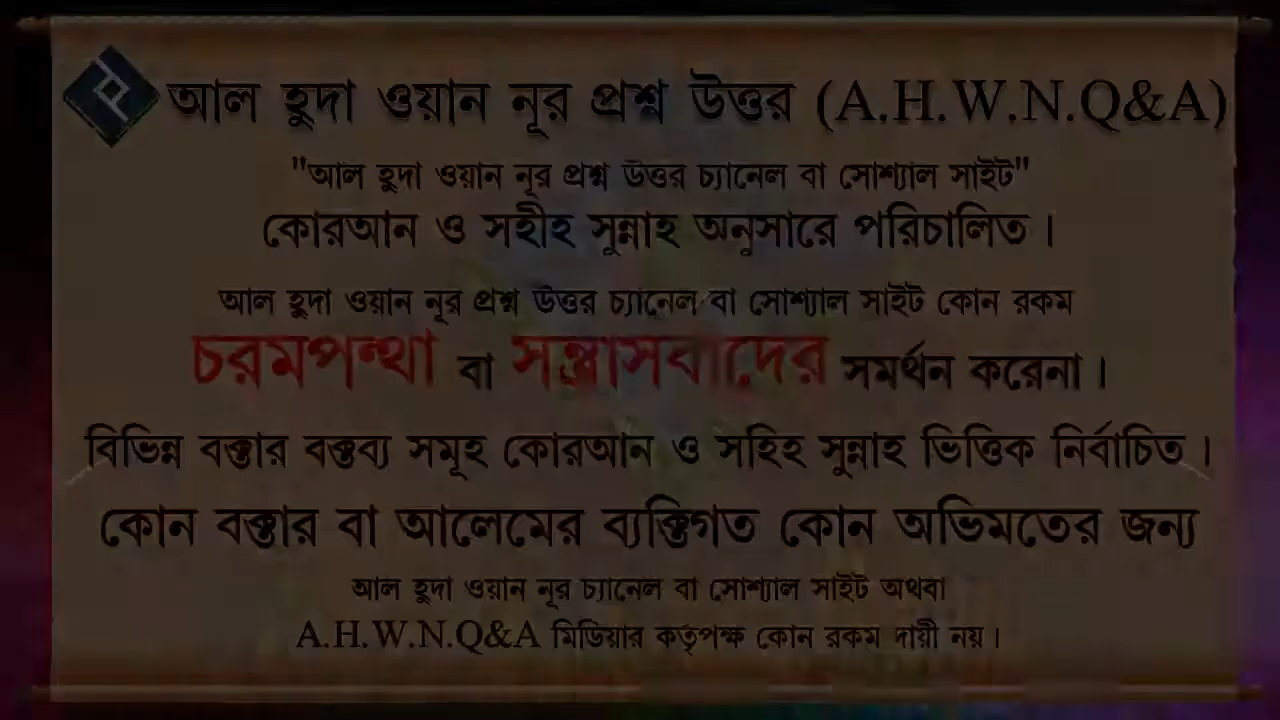 আল হুদা ওয়ান নূর প্রশ্ন উত্তর (A.H.W.N.Q&A)
"আল হুদা ওয়ান নূর প্রশ্ন উত্তর চ্যানেল বা সোশ্যাল সাইট"
কোরআন ও সহীহ সুন্নাহ অনুসারে পরিচালিত।
আল হুদা ওয়ান নূর প্রশ্ন উত্তর চ্যানেল বা সোশ্যাল সাইট কোন রকম
চরমপন্থা বা সন্ত্রাসবাদের সমর্থন করেনা।
বিভিন্ন বক্তার বক্তব্য সমূহ কোরআন ও সহিহ সুন্নাহ ভিত্তিক নির্বাচিত।
কোন বক্তার বা আলেমের ব্যক্তিগত কোন অভিমতের জন্য
আল হুদা ওয়ান নূর চ্যানেল বা সোশ্যাল সাইট অথবা
A.H.W.N.Q&A মিডিয়ার কর্তৃপক্ষ কোন রকম দায়ী নয়।